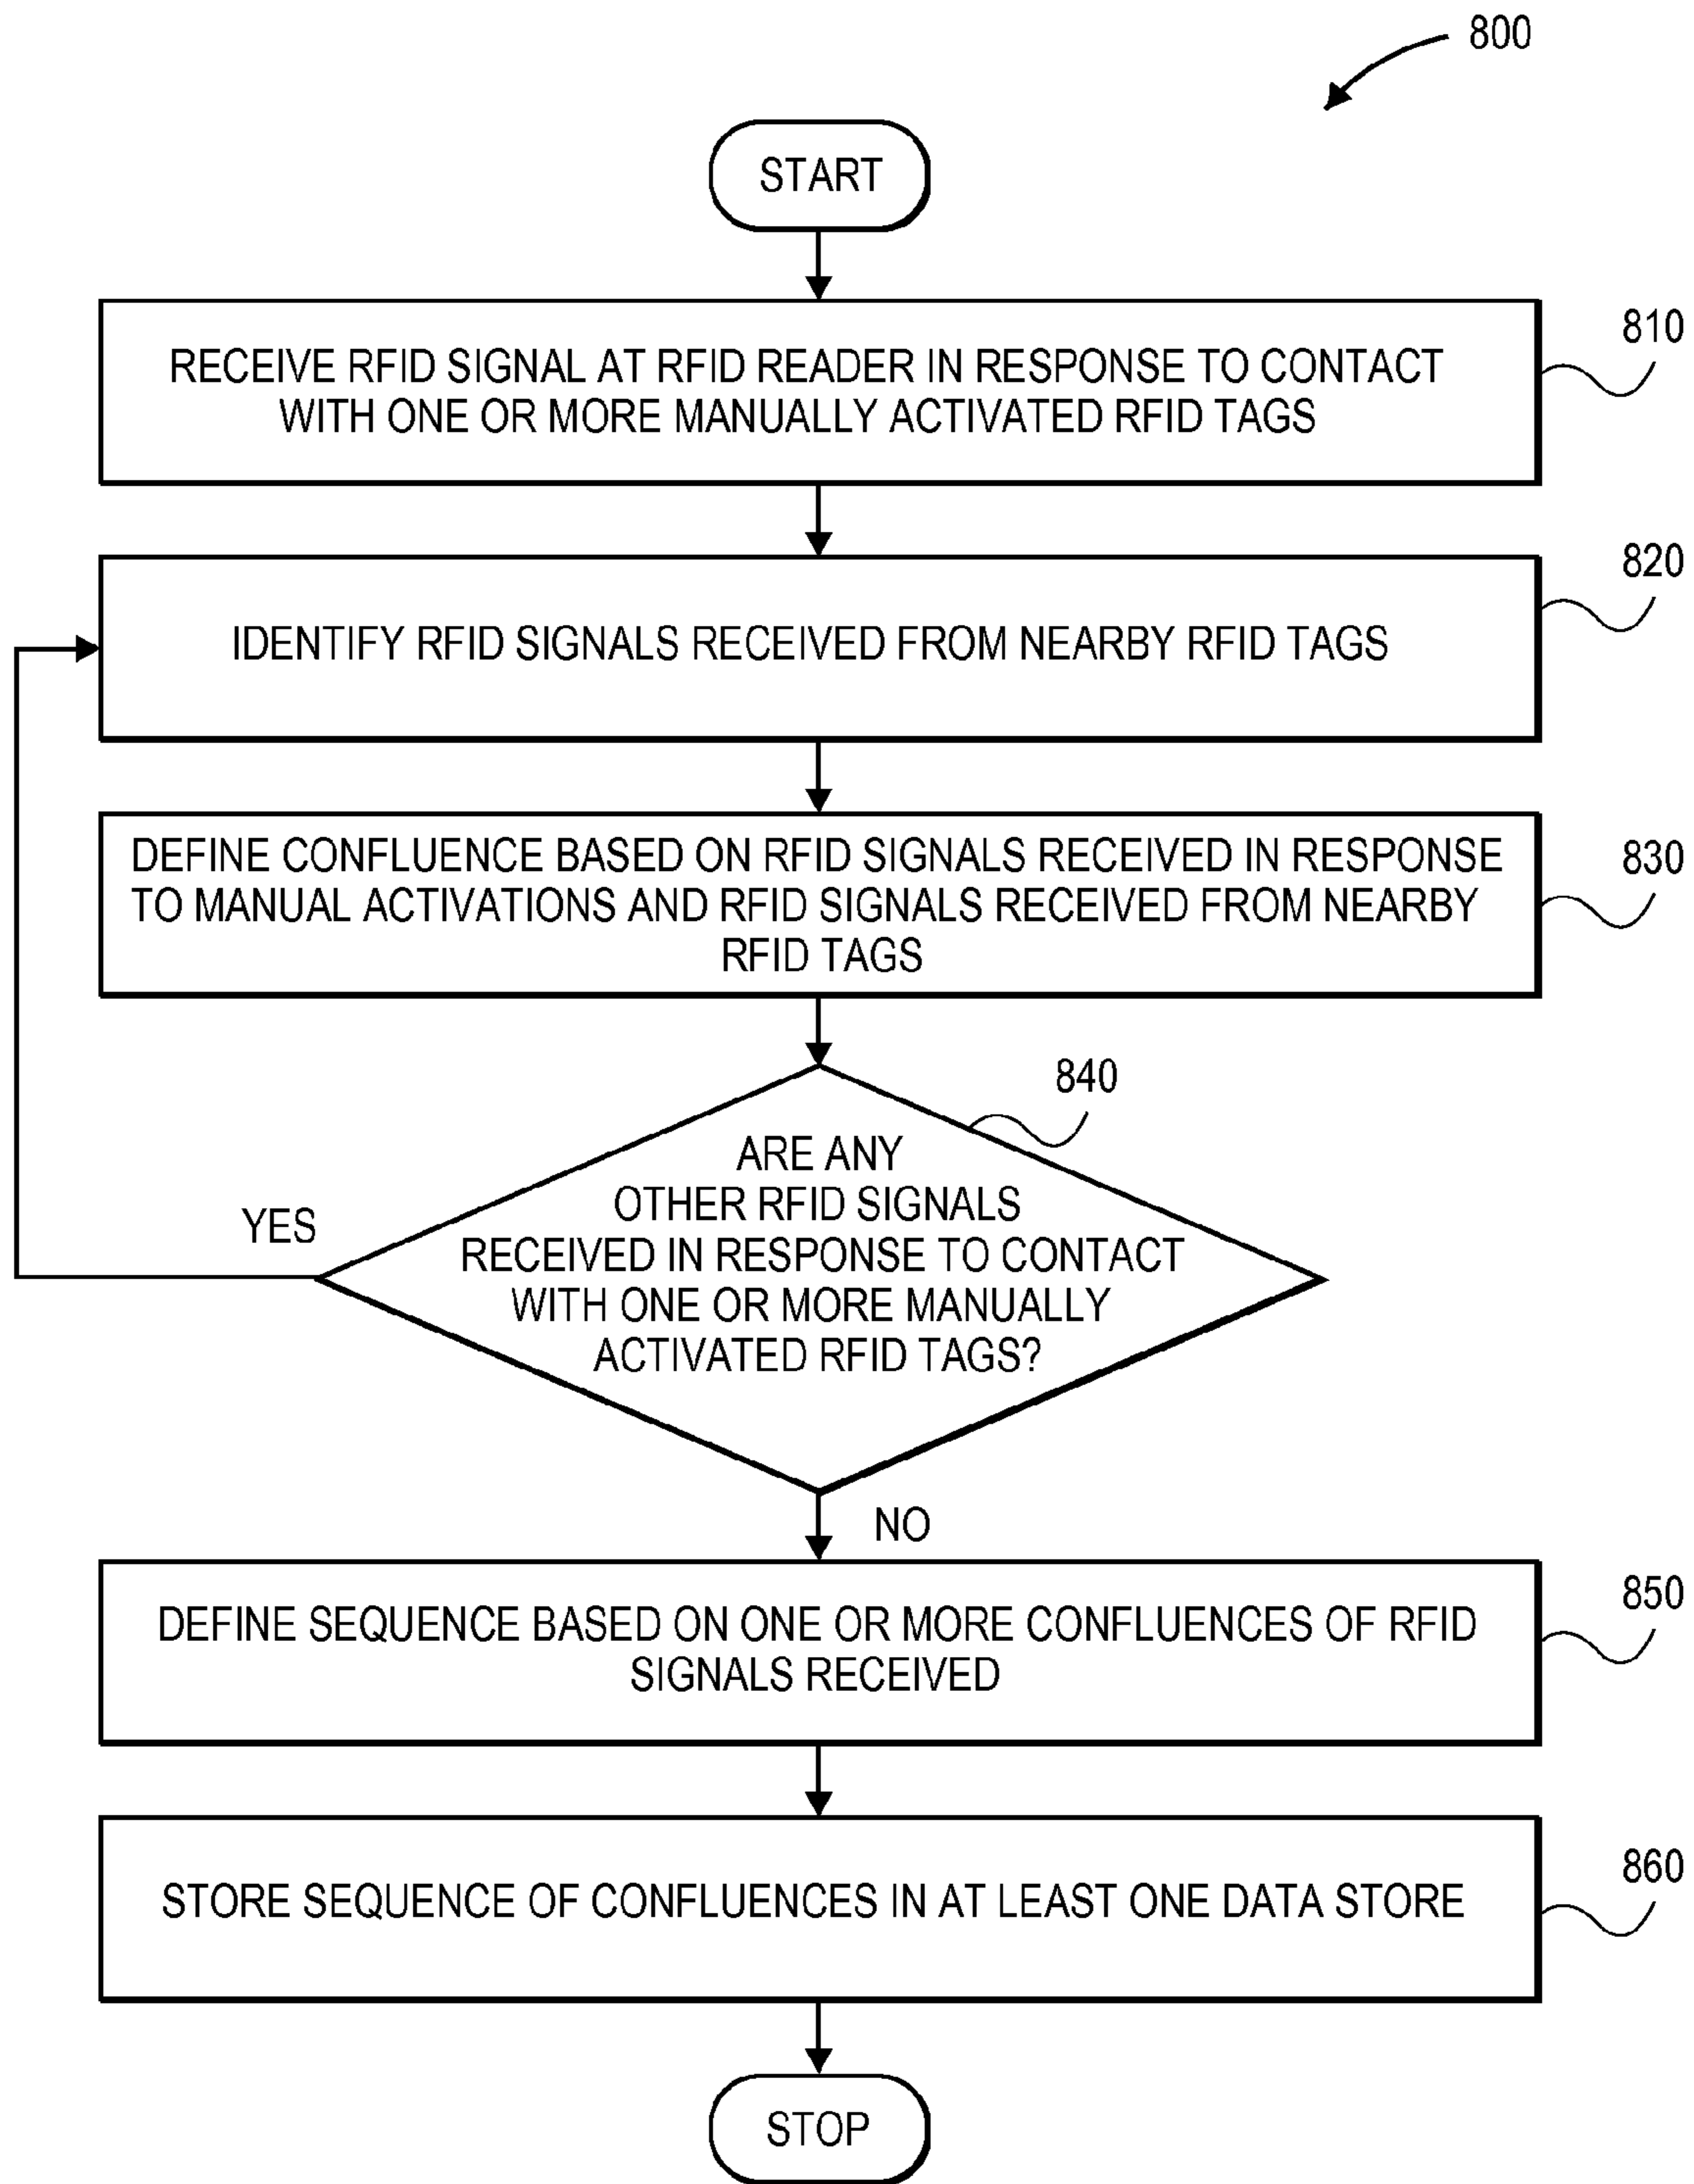 800
START
RECEIVE RFID SIGNAL AT RFID READER IN RESPONSE TO CONTACT
WITH ONE OR MORE MANUALLY ACTIVATED RFID TAGS
810
IDENTIFY RFID SIGNALS RECEIVED FROM NEARBY RFID TAGS
820
DEFINE CONFLUENCE BASED ON RFID SIGNALS RECEIVED IN RESPONSE
TO MANUAL ACTIVATIONS AND RFID SIGNALS RECEIVED FROM NEARBY
RFID TAGS
830
840
ARE ANY
OTHER RFID SIGNALS
RECEIVED IN RESPONSE TO CONTACT
WITH ONE OR MORE MANUALLY
ACTIVATED RFID TAGS?
YES
NO
DEFINE SEQUENCE BASED ON ONE OR MORE CONFLUENCES OF RFID
SIGNALS RECEIVED
850
STORE SEQUENCE OF CONFLUENCES IN AT LEAST ONE DATA STORE
860
STOP